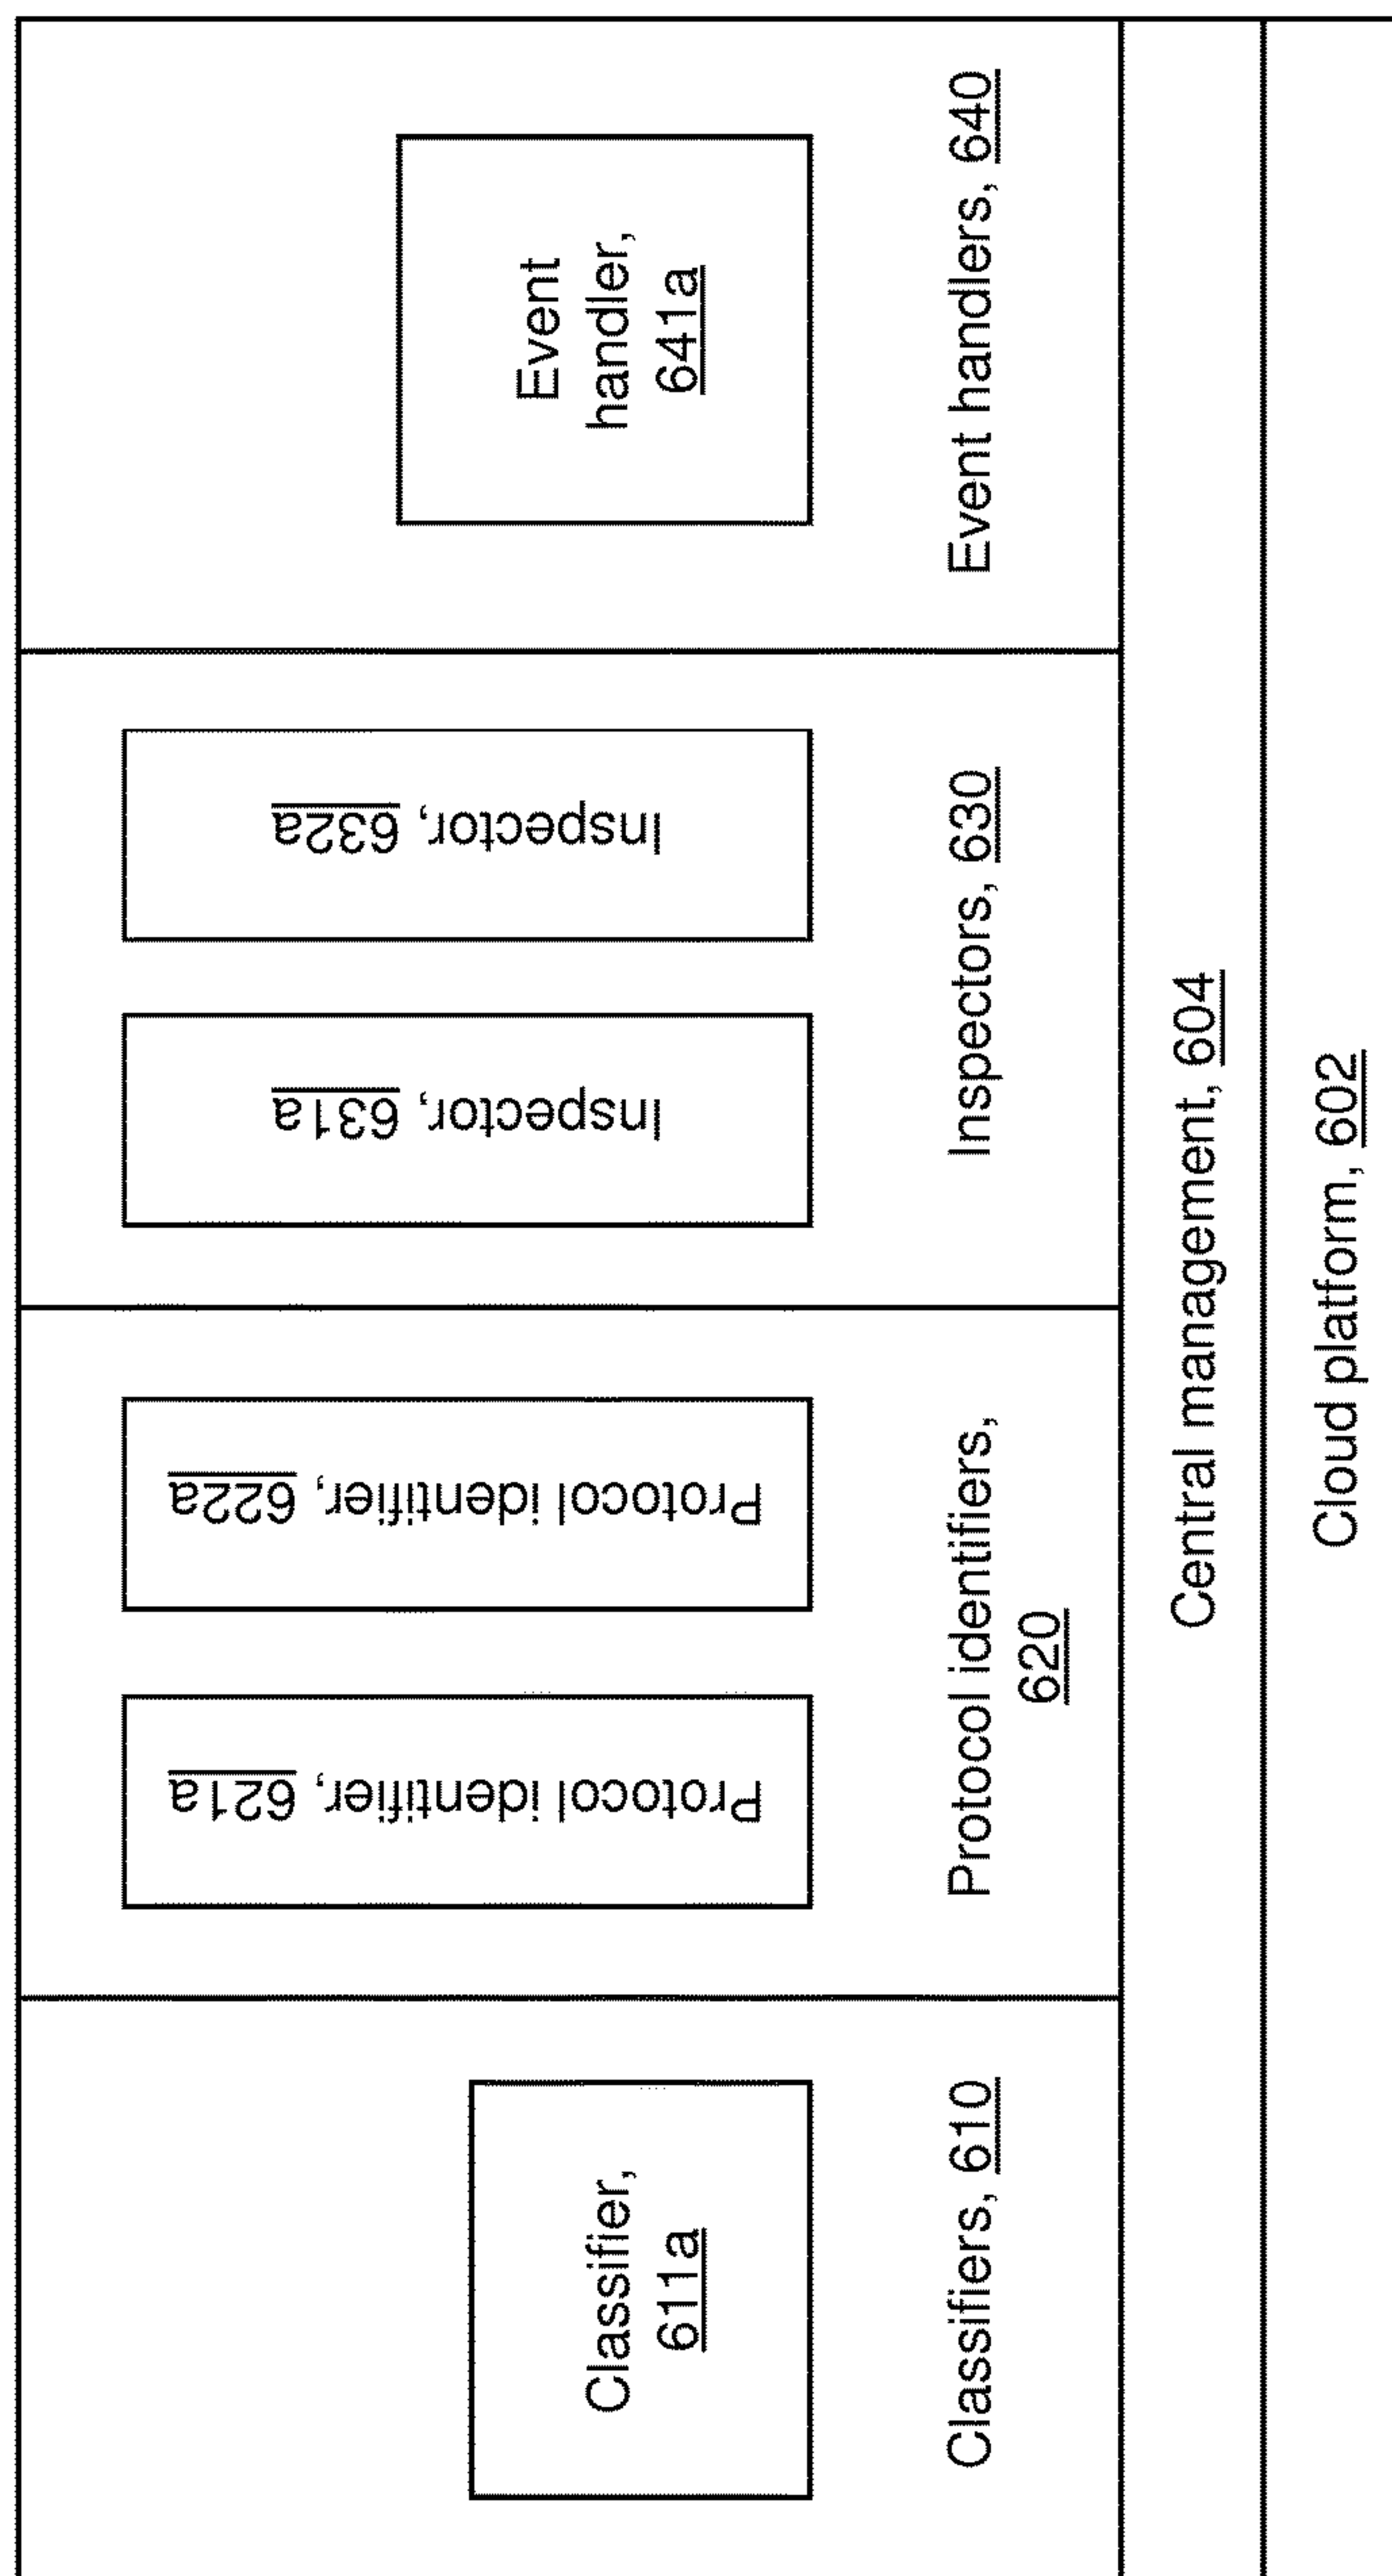 Classifier,
611a
Classifiers, 610
Protocol identifier, 621a
Protocol identifier, 622a
Protocol identifiers,
620
Inspector, 631a
Inspector, 632a
Inspectors, 630
Event
handler,
641a
Event handlers, 640
Central management, 604
Cloud platform, 602